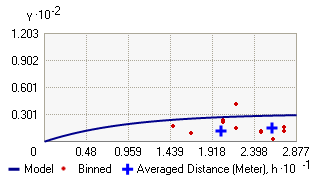 γ ·10⁻²
1.203
0.902
0.601
0.301
0 0.48 0.959 1.439 1.918 2.398 2.877
Model Binned Averaged Distance (Meter), h ·10⁻¹